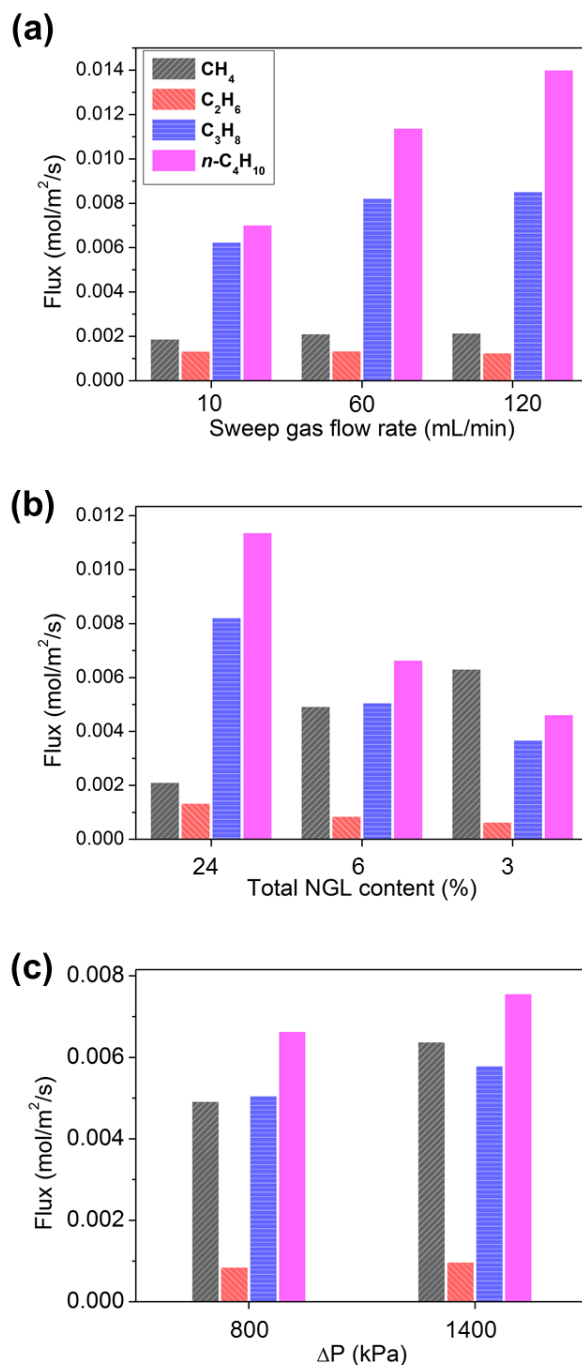 (a)
0.014
0.012
0.010
0.008
0.006
0.004
0.002
0.000
Flux (mol/m²/s)
CH₄
C₂H₆
C₃H₈
n-C₄H₁₀
10 60 120
Sweep gas flow rate (mL/min)
(b)
0.012
0.010
0.008
0.006
0.004
0.002
0.000
Flux (mol/m²/s)
24 6 3
Total NGL content (%)
(c)
0.008
0.006
0.004
0.002
0.000
Flux (mol/m²/s)
800 1400
ΔP (kPa)